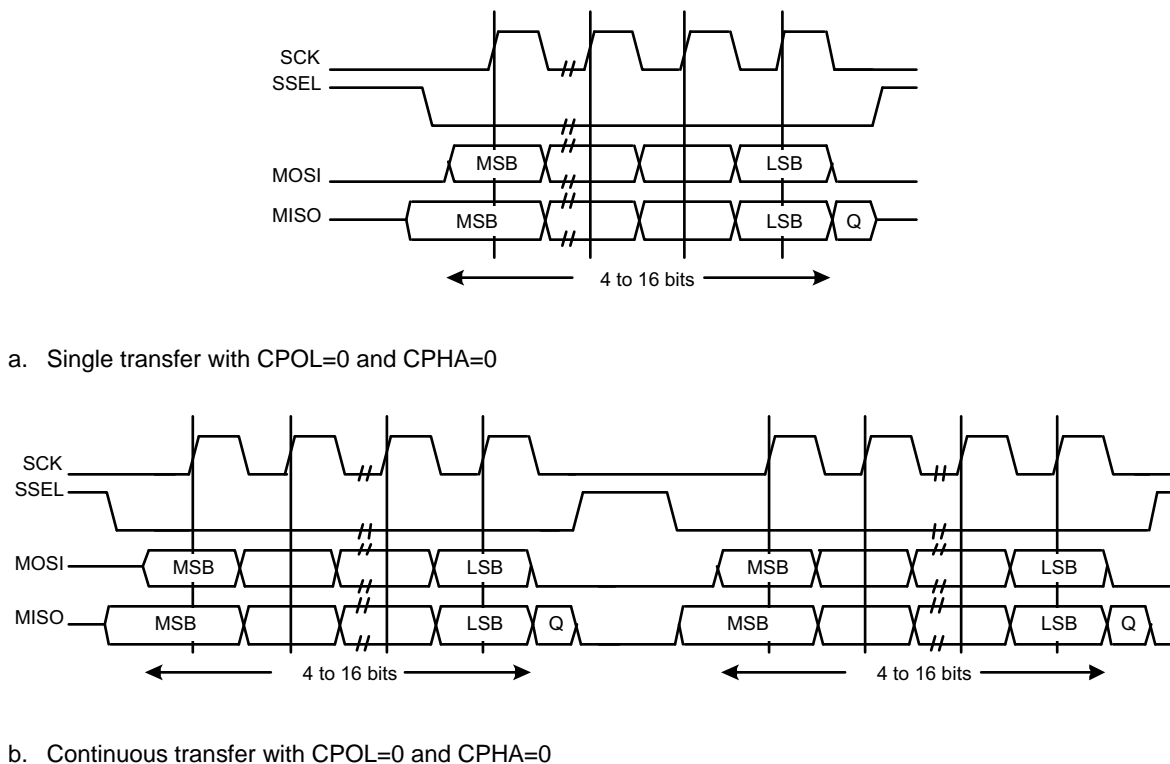 SCK
SSEL
MOSI MSB LSB
MISO MSB LSB Q
4 to 16 bits
a. Single transfer with CPOL=0 and CPHA=0
SCK
SSEL
MOSI MSB LSB MSB LSB
MISO MSB LSB Q MSB LSB Q
4 to 16 bits 4 to 16 bits
b. Continuous transfer with CPOL=0 and CPHA=0